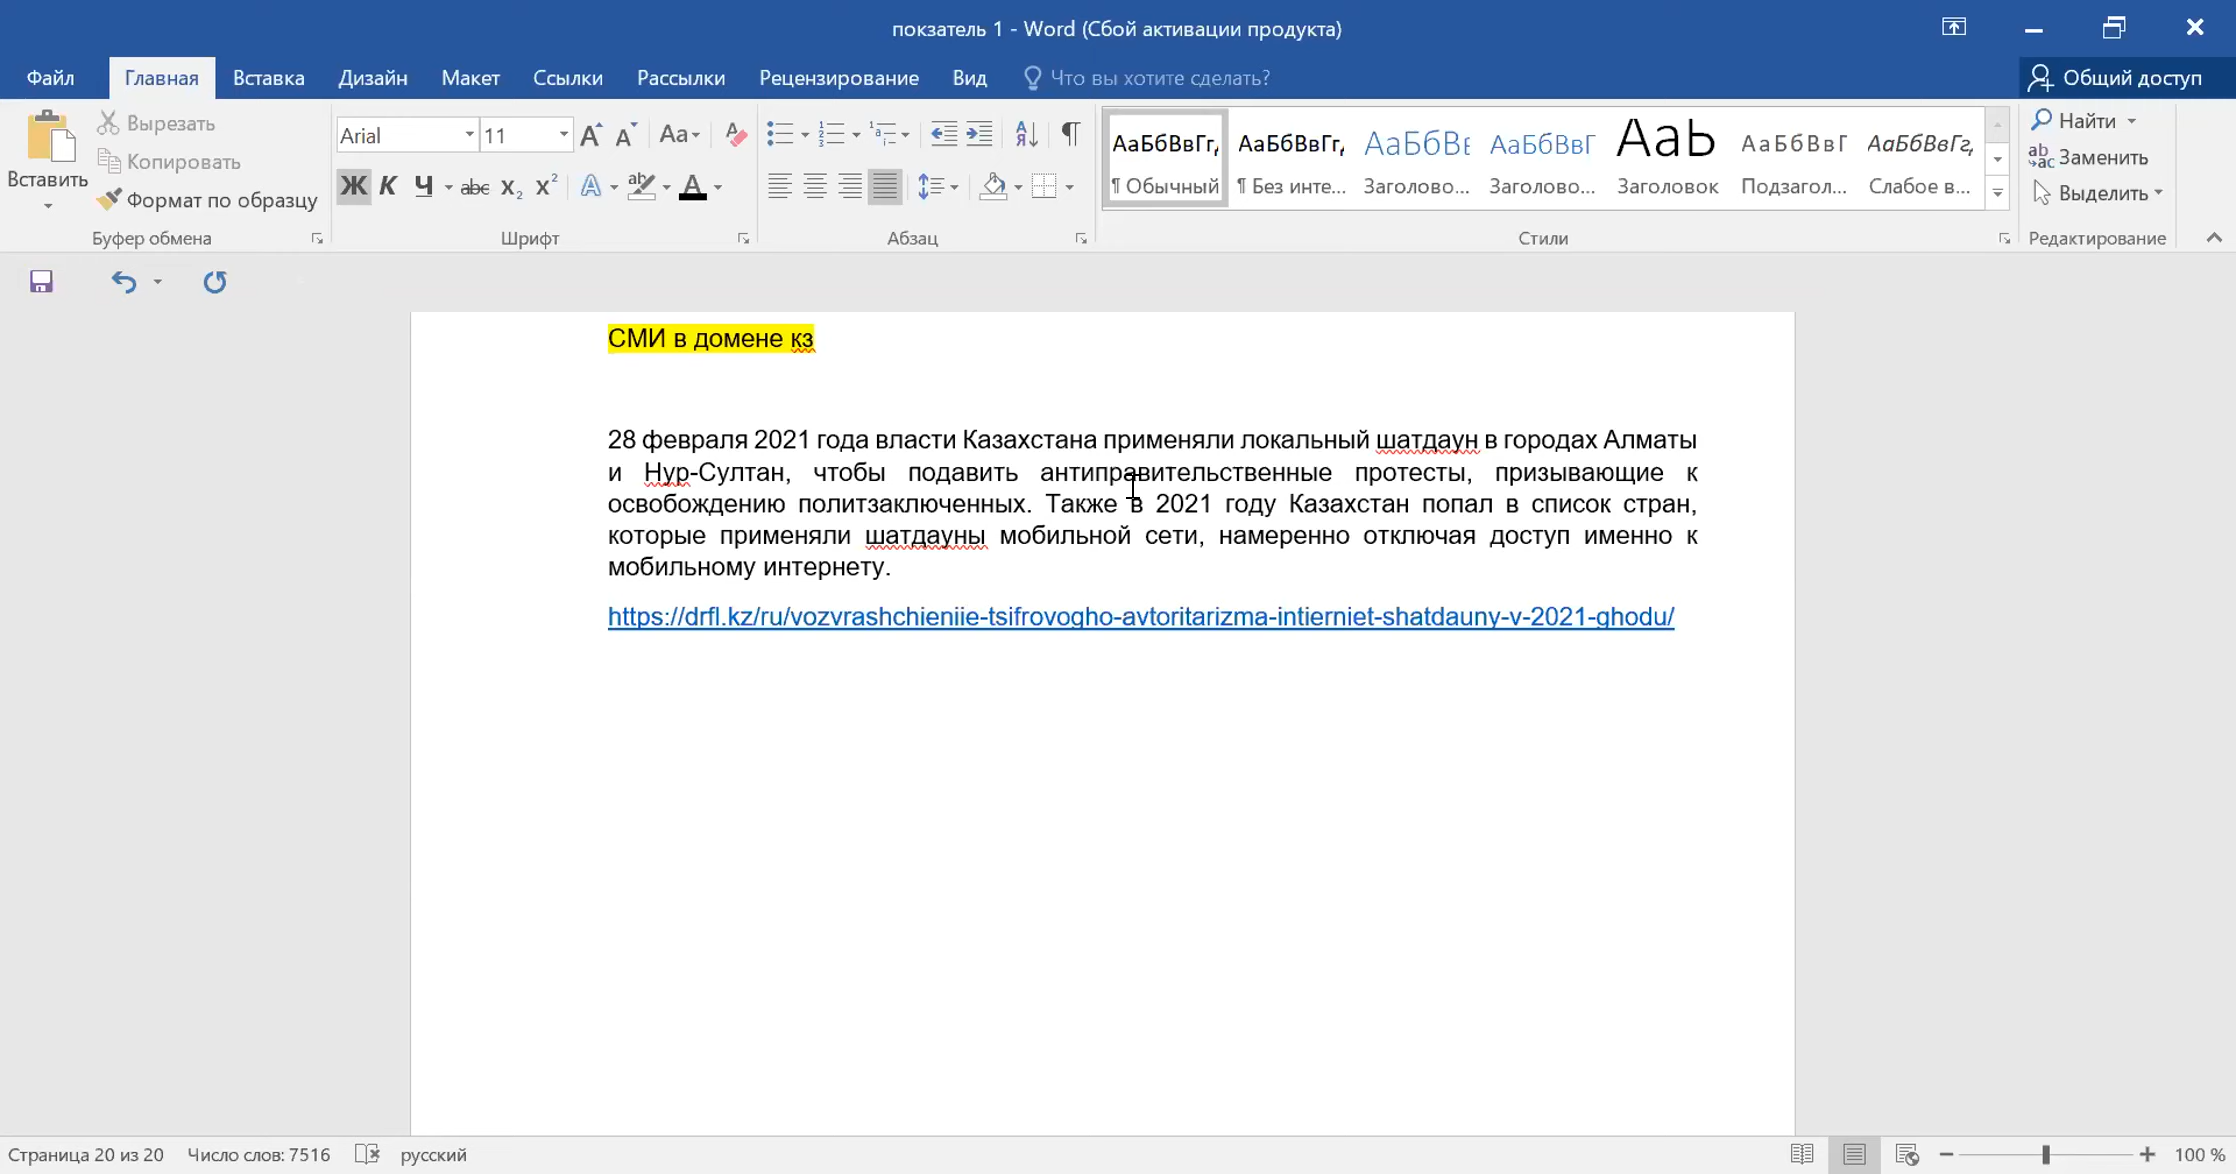 покзатель 1 - Word (Сбой активации продукта)
Файл Главная Вставка Дизайн Макет Ссылки Рассылки Рецензирование Вид Что вы хотите сделать? Общий доступ
Вставить
Вырезать
Копировать
Формат по образцу
Буфер обмена
Arial 11
Шрифт
Абзац
АаБбВвГг, АаБбВвГг, АаБбВв АаБбВвГ АаЬ АаБбВвГ АаБбВвГг,
¶ Обычный ¶ Без инте... Заголово... Заголово... Заголовок Подзагол... Слабое в...
Стили
Найти
Заменить
Выделить
Редактирование
СМИ в домене кз
28 февраля 2021 года власти Казахстана применяли локальный шатдаун в городах Алматы
и Нур-Султан, чтобы подавить антиправительственные протесты, призывающие к
освобождению политзаключенных. Также в 2021 году Казахстан попал в список стран,
которые применяли шатдауны мобильной сети, намеренно отключая доступ именно к
мобильному интернету.
https://drfl.kz/ru/vozvrashchieniie-tsifrovogho-avtoritarizma-intierniet-shatdauny-v-2021-ghodu/
Страница 20 из 20 Число слов: 7516 русский 100 %